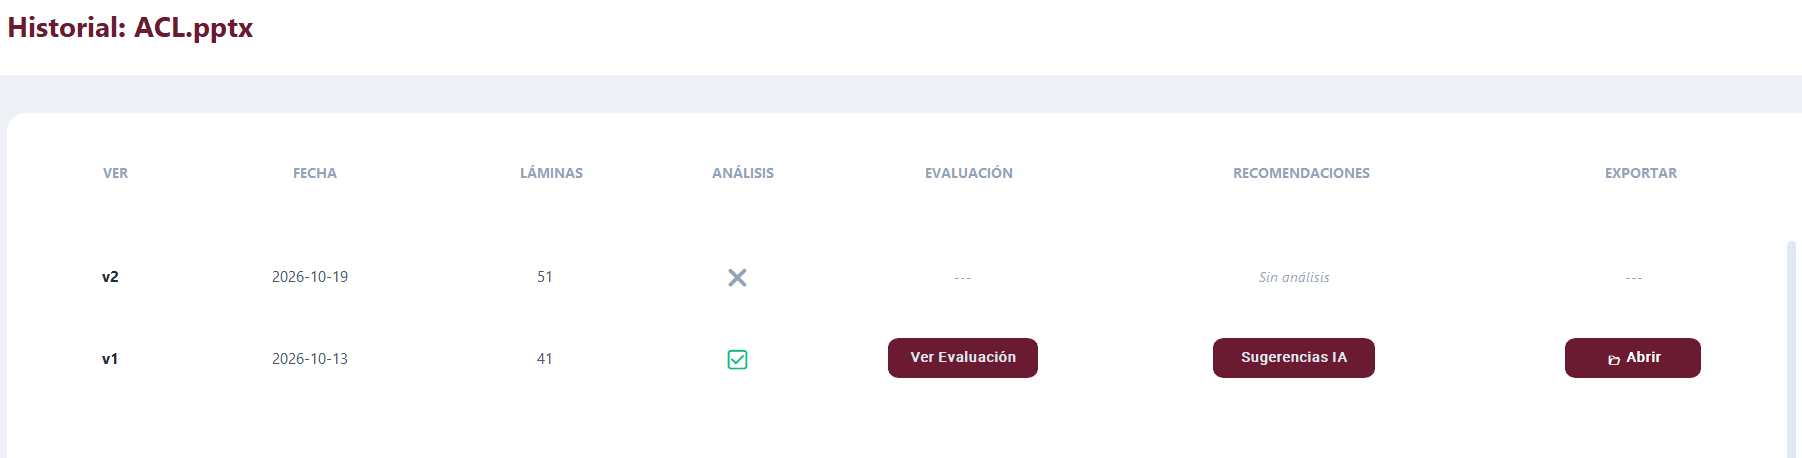 Historial: ACL.pptx
VER FECHA LÁMINAS ANÁLISIS EVALUACIÓN RECOMENDACIONES EXPORTAR
v2 2026-10-19 51 --- Sin análisis ---
v1 2026-10-13 41 Ver Evaluación Sugerencias IA Abrir